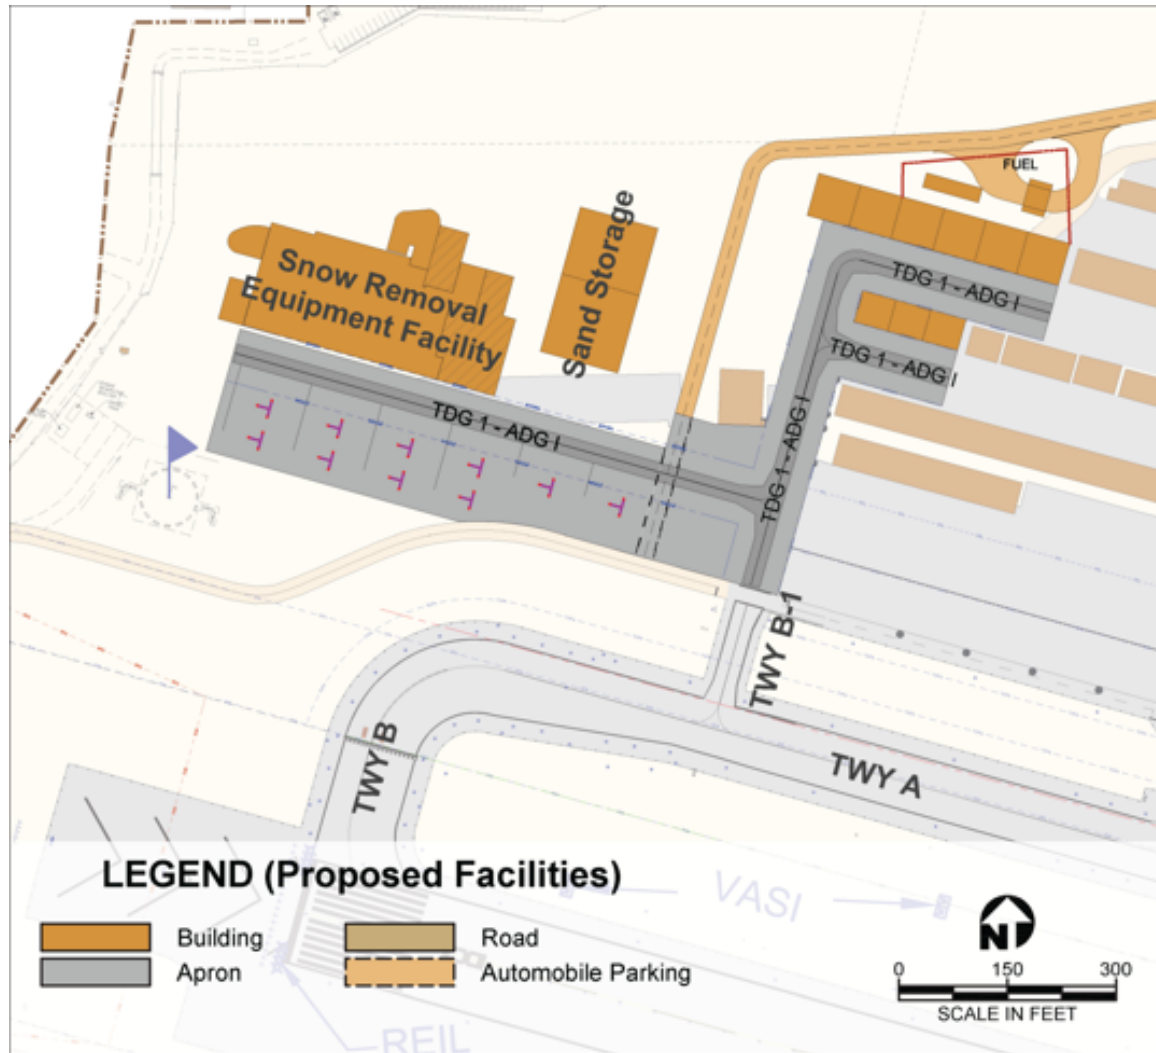 FUEL
Snow Removal
Equipment Facility
Sand Storage
TDG 1 - ADG I
TDG 1 - ADG I
TDG 1 - ADG I
TDG 1 - ADG I
TWY B-1
TWY B
TWY A
LEGEND (Proposed Facilities)
VASI
Building
Road
Apron
Automobile Parking
REIL
N
0 150 300
SCALE IN FEET